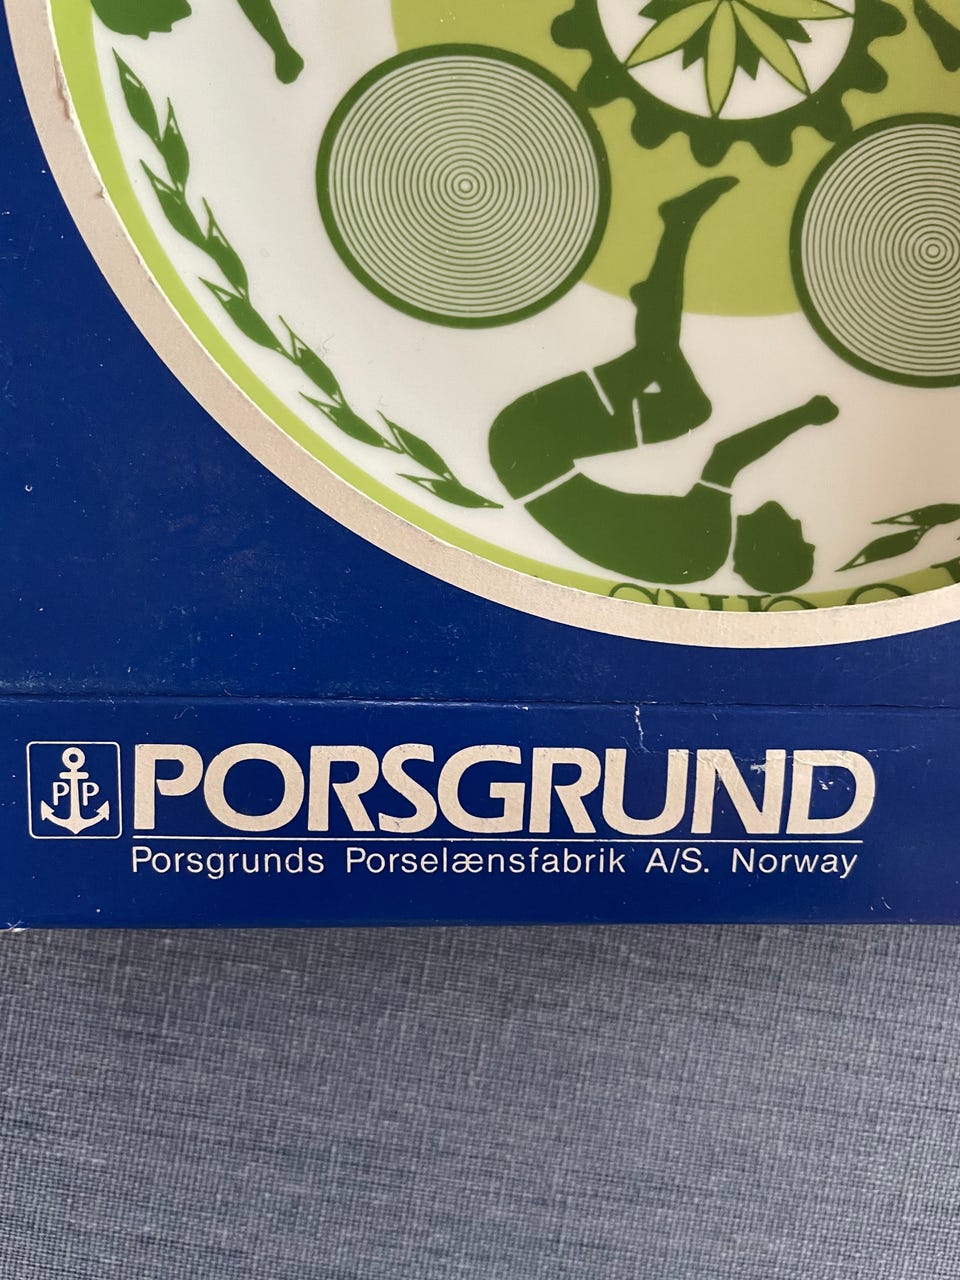 PP
PORSGRUND
Porsgrunds Porselænsfabrik A/S. Norway